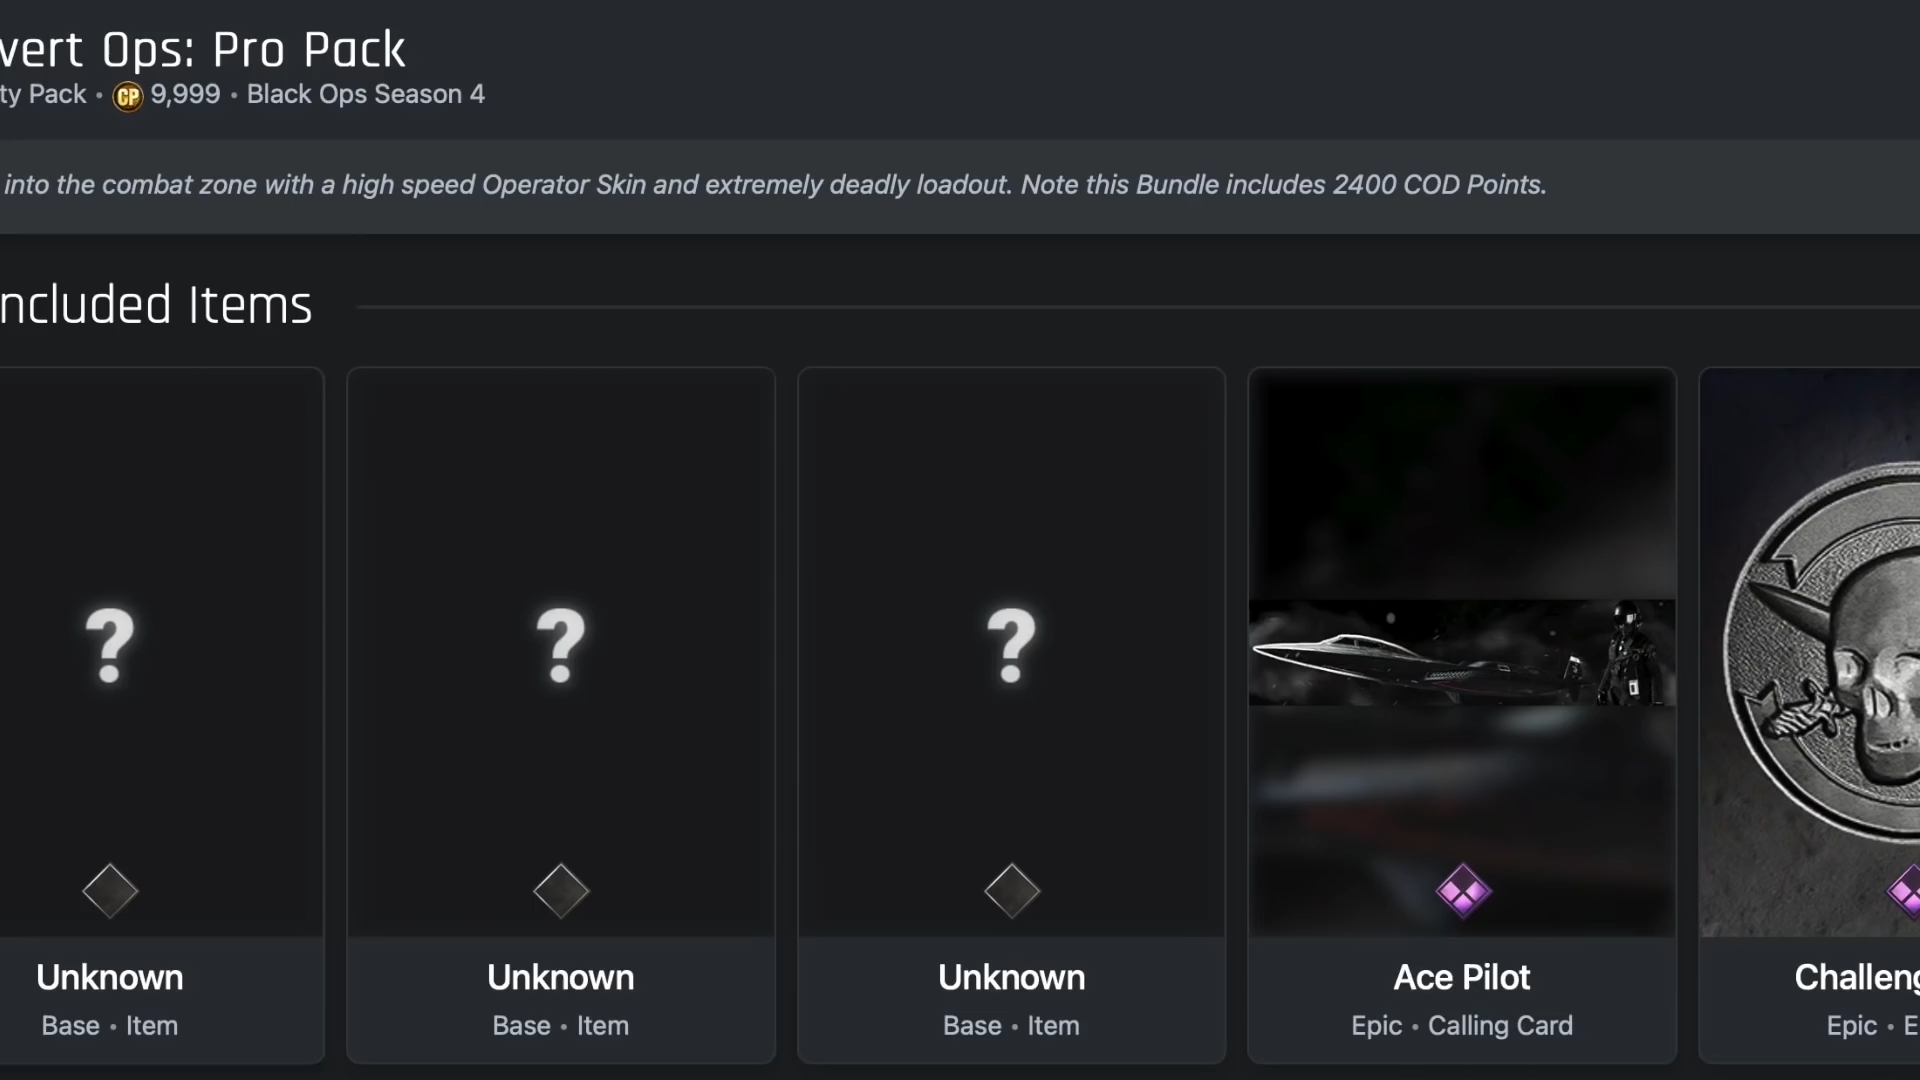 vert Ops: Pro Pack
ty Pack • CP 9,999 • Black Ops Season 4
into the combat zone with a high speed Operator Skin and extremely deadly loadout. Note this Bundle includes 2400 COD Points.
ncluded Items
Unknown
Base • Item
Unknown
Base • Item
Unknown
Base • Item
Ace Pilot
Epic • Calling Card
Challeng
Epic • E